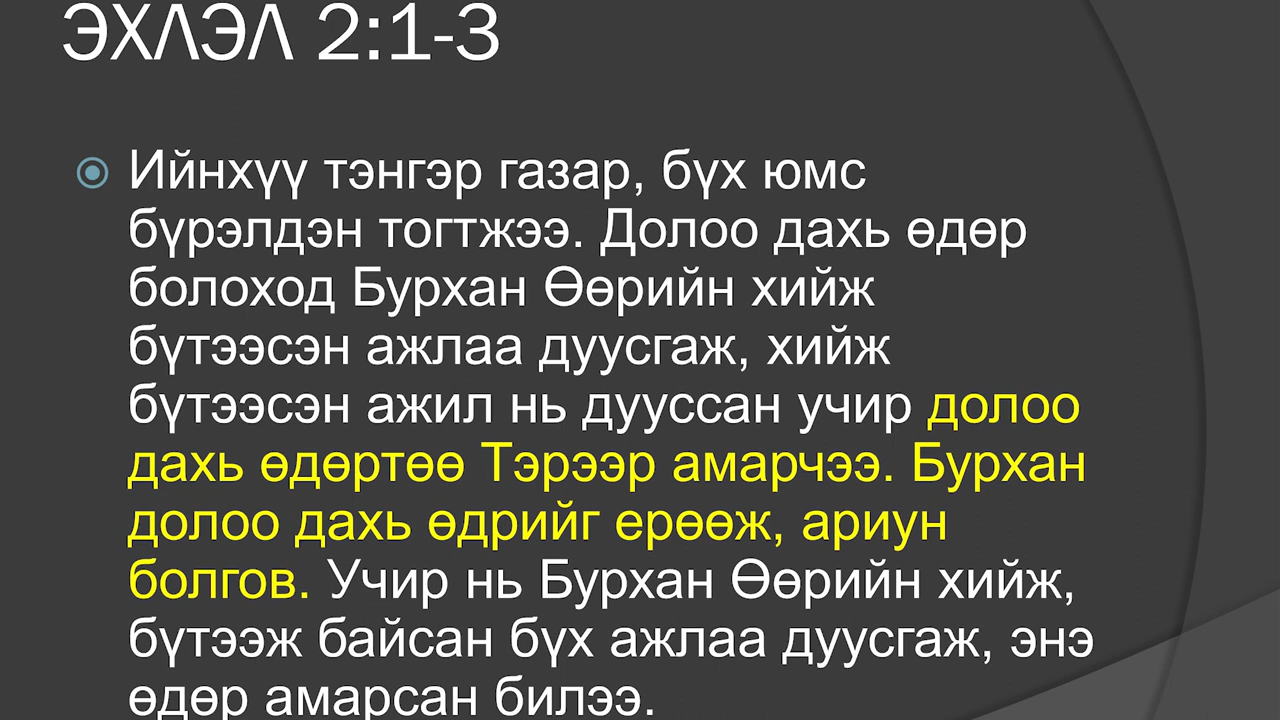 ЭХЛЭЛ 2:1-3
Ийнхүү тэнгэр газар, бүх юмс
бүрэлдэн тогтжээ. Долоо дахь өдөр
болоход Бурхан Өөрийн хийж
бүтээсэн ажлаа дуусгаж, хийж
бүтээсэн ажил нь дууссан учир долоо
дахь өдөртөө Тэрээр амарчээ. Бурхан
долоо дахь өдрийг ерөөж, ариун
болгов. Учир нь Бурхан Өөрийн хийж,
бүтээж байсан бүх ажлаа дуусгаж, энэ
өдөр амарсан билээ.